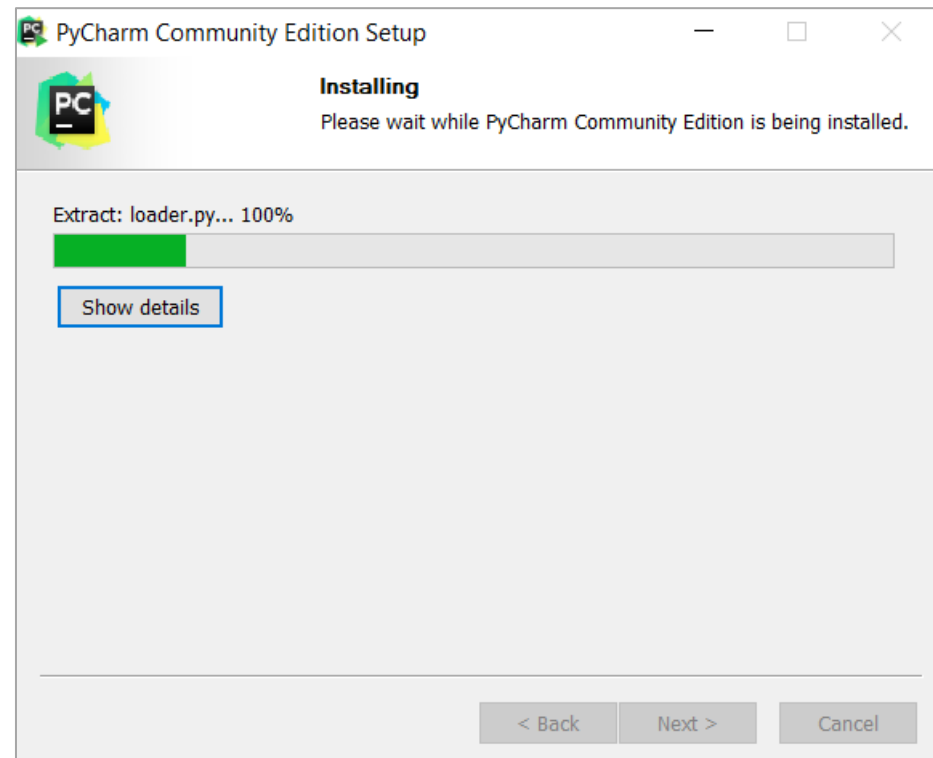 PC PyCharm Community Edition Setup
PC
Installing
Please wait while PyCharm Community Edition is being installed.
Extract: loader.py... 100%
Show details
< Back
Next >
Cancel